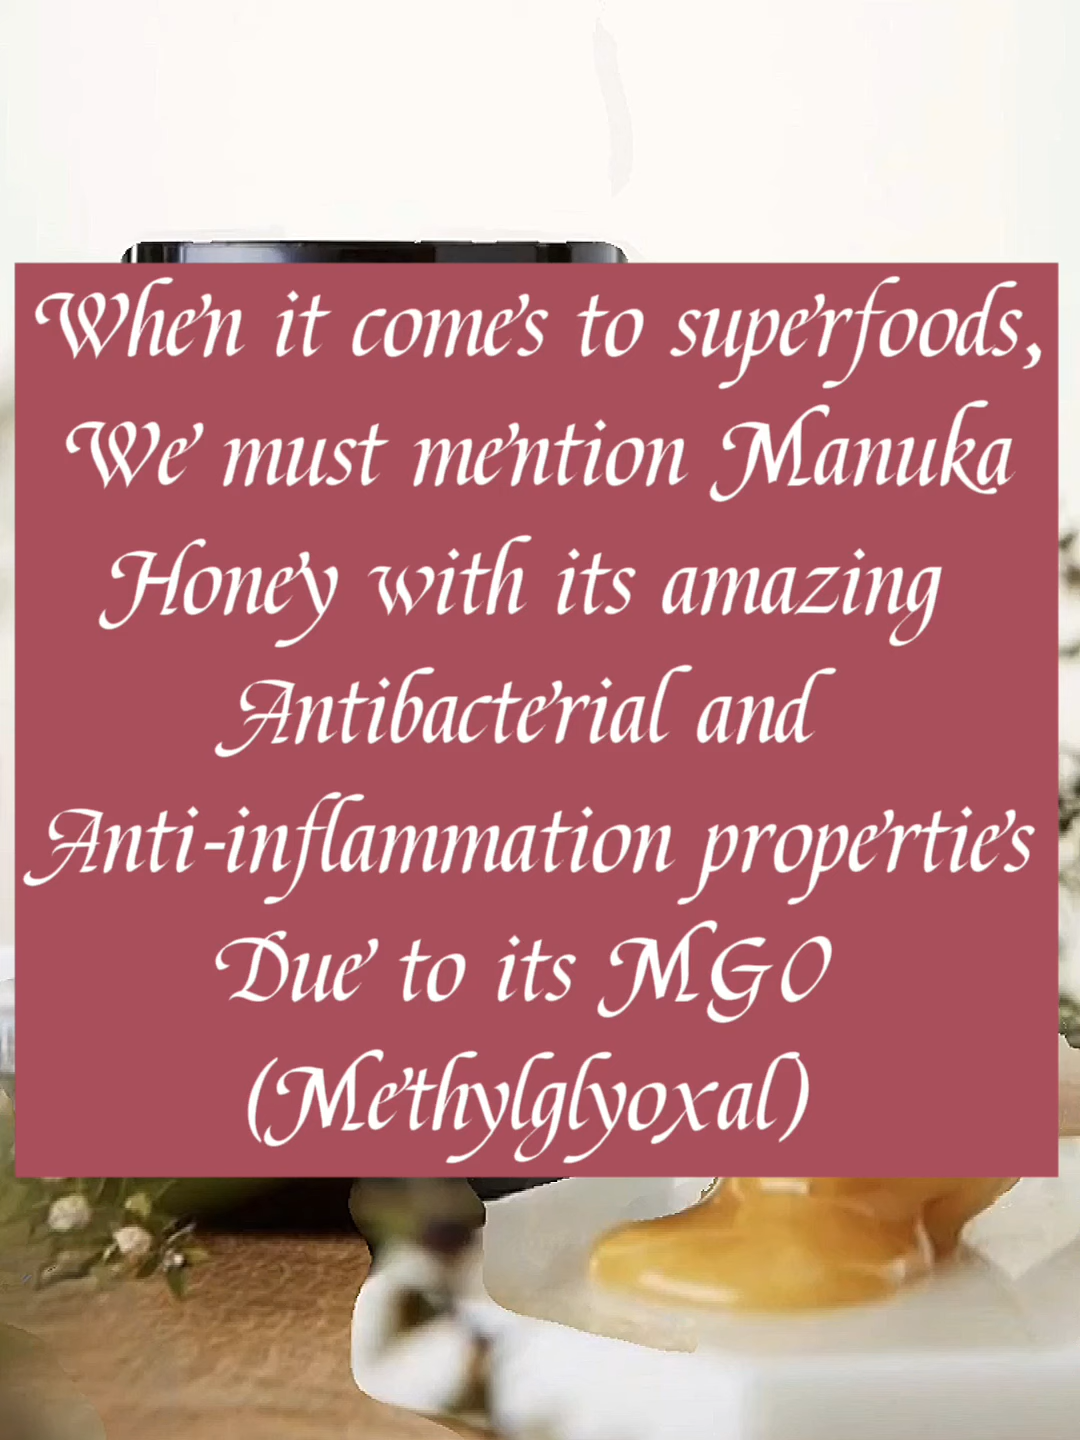 When it comes to superfoods,
We must mention Manuka
Honey with its amazing
Antibacterial and
Anti-inflammation properties
Due to its MGO
(Methylglyoxal)